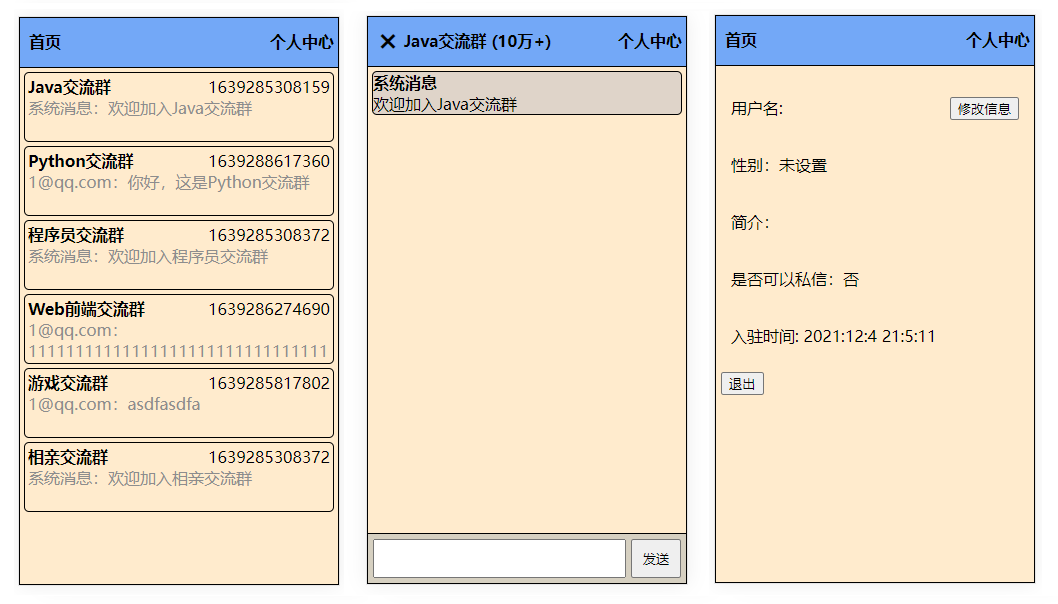 首页 个人中心
Java交流群 1639285308159
系统消息：欢迎加入Java交流群
Python交流群 1639288617360
1@qq.com：你好，这是Python交流群
程序员交流群 1639285308372
系统消息：欢迎加入程序员交流群
Web前端交流群 1639286274690
1@qq.com：
11111111111111111111111111111111
游戏交流群 1639285817802
1@qq.com：asdfasdfa
相亲交流群 1639285308372
系统消息：欢迎加入相亲交流群
✕ Java交流群 (10万+) 个人中心
系统消息
欢迎加入Java交流群
发送
首页 个人中心
用户名: 修改信息
性别：未设置
简介：
是否可以私信：否
入驻时间: 2021:12:4 21:5:11
退出